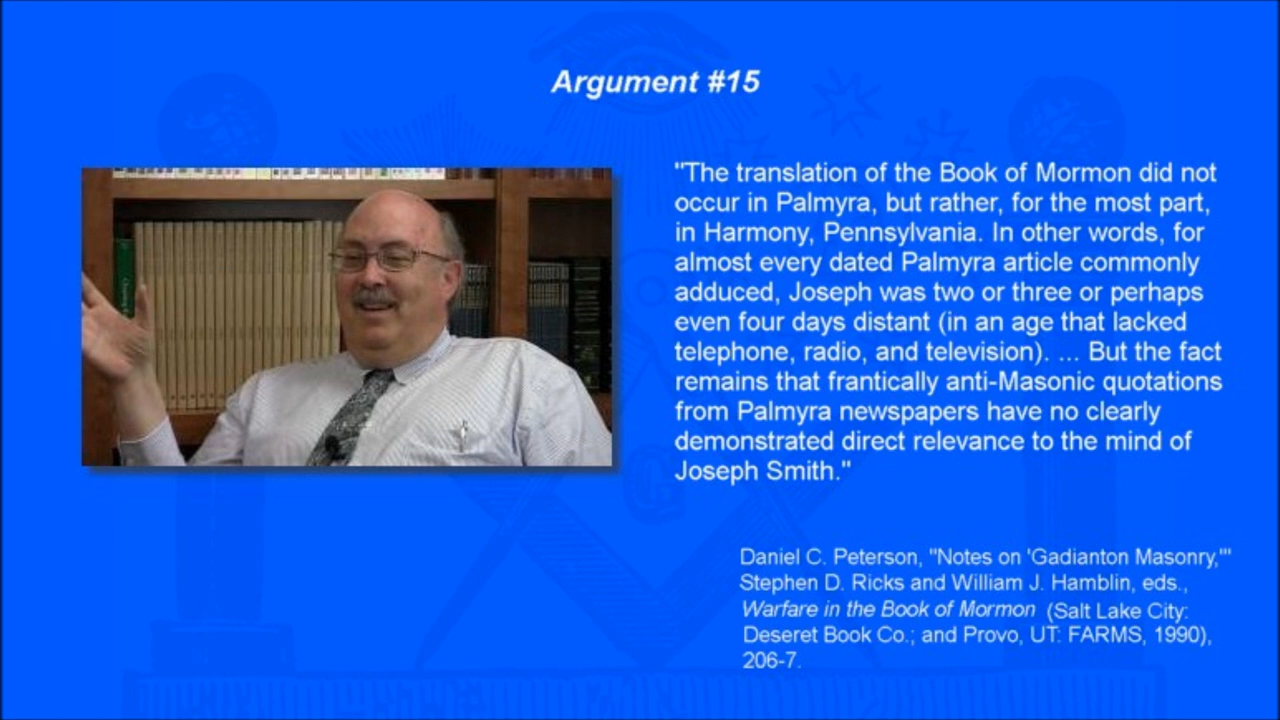 Argument #15
"The translation of the Book of Mormon did not
occur in Palmyra, but rather, for the most part,
in Harmony, Pennsylvania. In other words, for
almost every dated Palmyra article commonly
adduced, Joseph was two or three or perhaps
even four days distant (in an age that lacked
telephone, radio, and television). ... But the fact
remains that frantically anti-Masonic quotations
from Palmyra newspapers have no clearly
demonstrated direct relevance to the mind of
Joseph Smith."
Daniel C. Peterson, "Notes on 'Gadianton Masonry,'"
Stephen D. Ricks and William J. Hamblin, eds.,
Warfare in the Book of Mormon (Salt Lake City:
Deseret Book Co.; and Provo, UT: FARMS, 1990),
206-7.